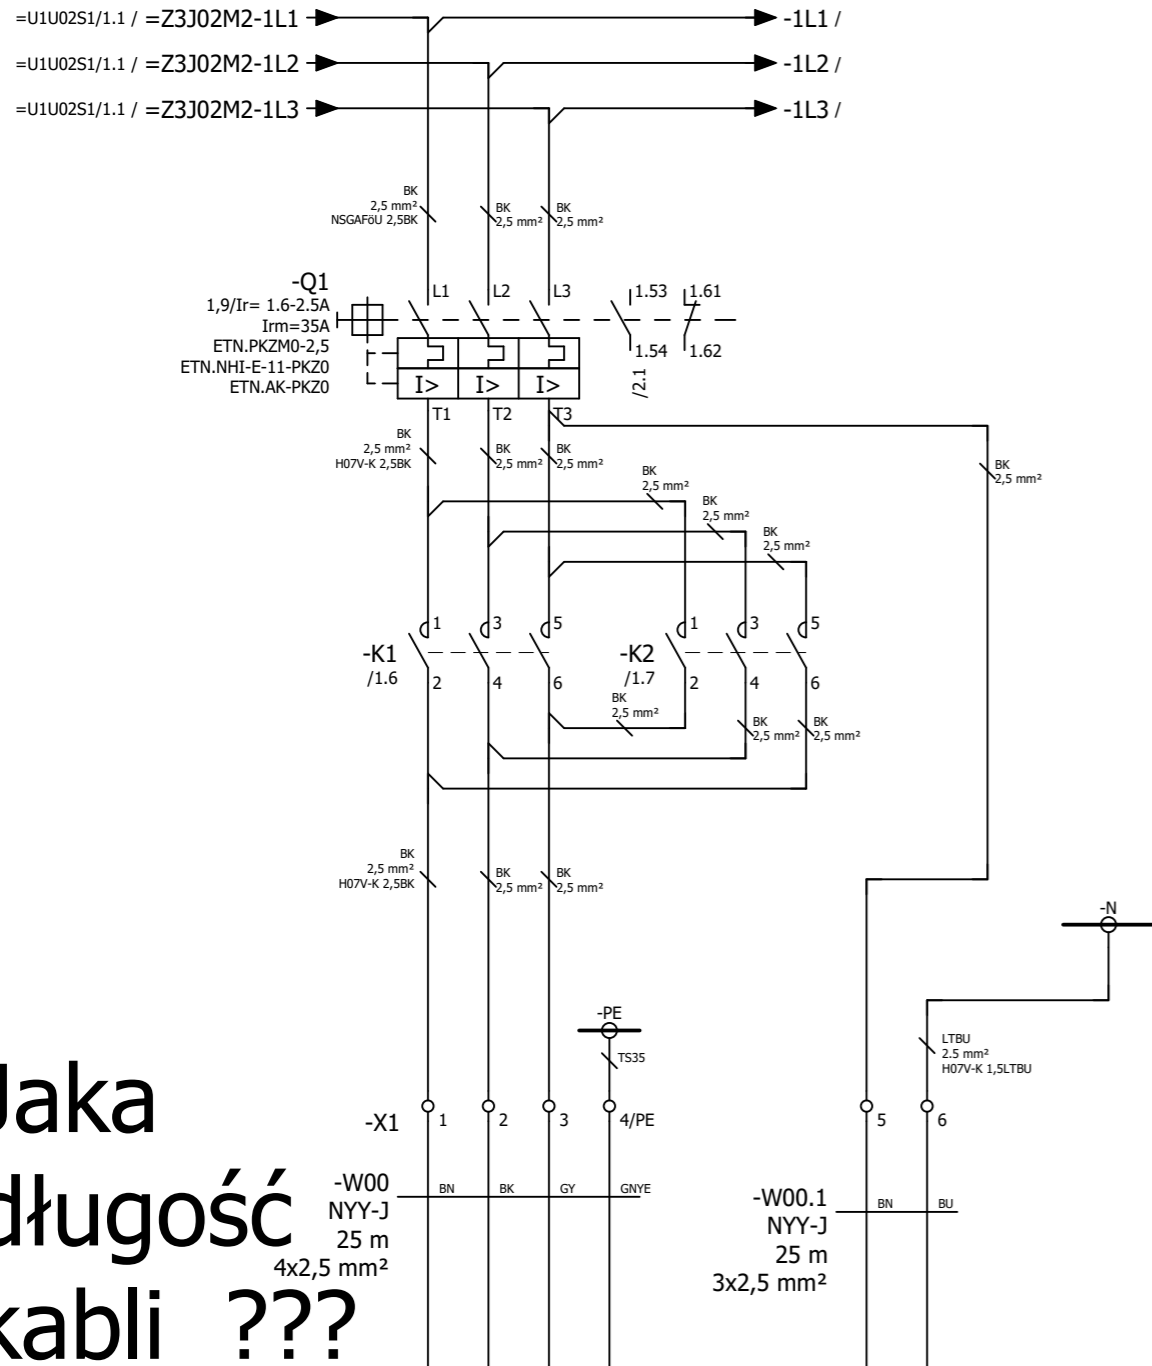 =U1U02S1/1.1 / =Z3J02M2-1L1 -1L1 /
=U1U02S1/1.1 / =Z3J02M2-1L2 -1L2 /
=U1U02S1/1.1 / =Z3J02M2-1L3 -1L3 /
BK
2,5 mm²
NSGAFöU 2,5BK
BK
2,5 mm²
BK
2,5 mm²
-Q1
1,9/Ir= 1.6-2.5A
Irm=35A
ETN.PKZM0-2,5
ETN.NHI-E-11-PKZ0
ETN.AK-PKZ0
L1 L2 L3 1.53 1.61
1.54 1.62
/2.1
I> I> I>
T1 T2 T3
BK
2,5 mm²
H07V-K 2,5BK
BK
2,5 mm²
BK
2,5 mm²
BK
2,5 mm²
BK
2,5 mm²
BK
2,5 mm²
BK
2,5 mm²
-K1
/1.6
1 3 5
2 4 6
-K2
/1.7
1 3 5
2 4 6
BK
2,5 mm²
BK
2,5 mm²
BK
2,5 mm²
BK
2,5 mm²
H07V-K 2,5BK
BK
2,5 mm²
BK
2,5 mm²
-N
-PE
TS35
LTBU
2.5 mm²
H07V-K 1,5LTBU
-X1 1 2 3 4/PE 5 6
-W00
NYY-J
25 m
4x2,5 mm²
BN BK GY GNYE
-W00.1
NYY-J
25 m
3x2,5 mm²
BN BU
Jaka
długość
kabli ???